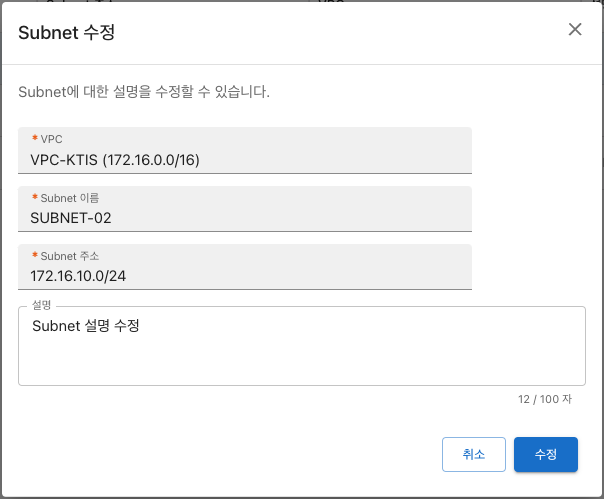 Subnet 수정
Subnet에 대한 설명을 수정할 수 있습니다.
* VPC
VPC-KTIS (172.16.0.0/16)
* Subnet 이름
SUBNET-02
* Subnet 주소
172.16.10.0/24
설명
Subnet 설명 수정
12 / 100 자
취소
수정